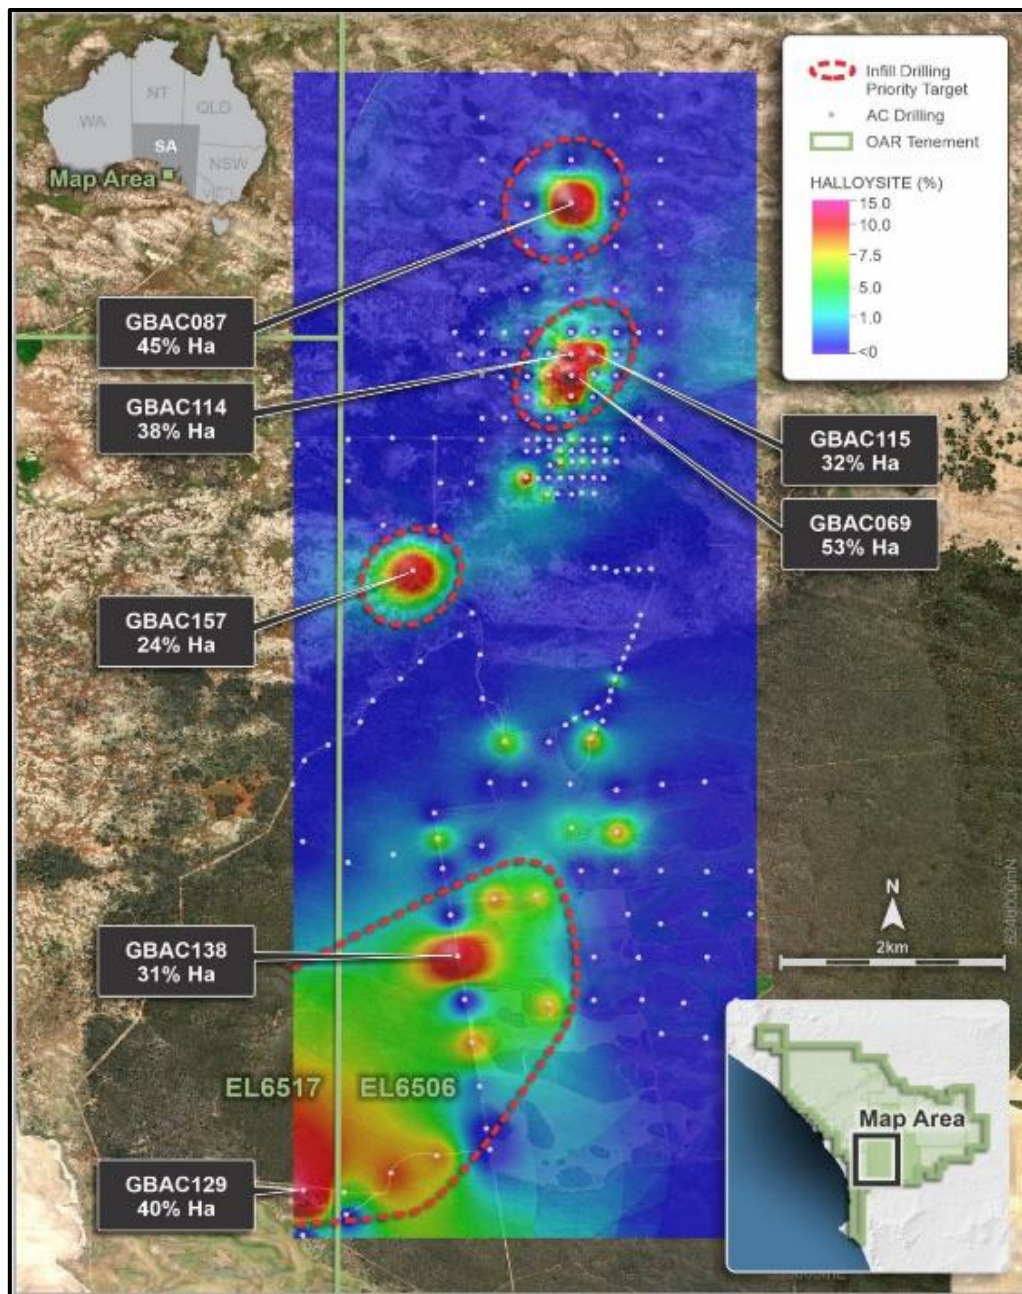 NT
WA
QLD
SA
NSW
VIC
Map Area
Infill Drilling
Priority Target
AC Drilling
OAR Tenement
HALLOYSITE (%)
15.0
10.0
7.5
5.0
1.0
<0
GBAC087
45% Ha
GBAC114
38% Ha
GBAC115
32% Ha
GBAC069
53% Ha
GBAC157
24% Ha
GBAC138
31% Ha
N
2km
EL6517
EL6506
Map Area
GBAC129
40% Ha